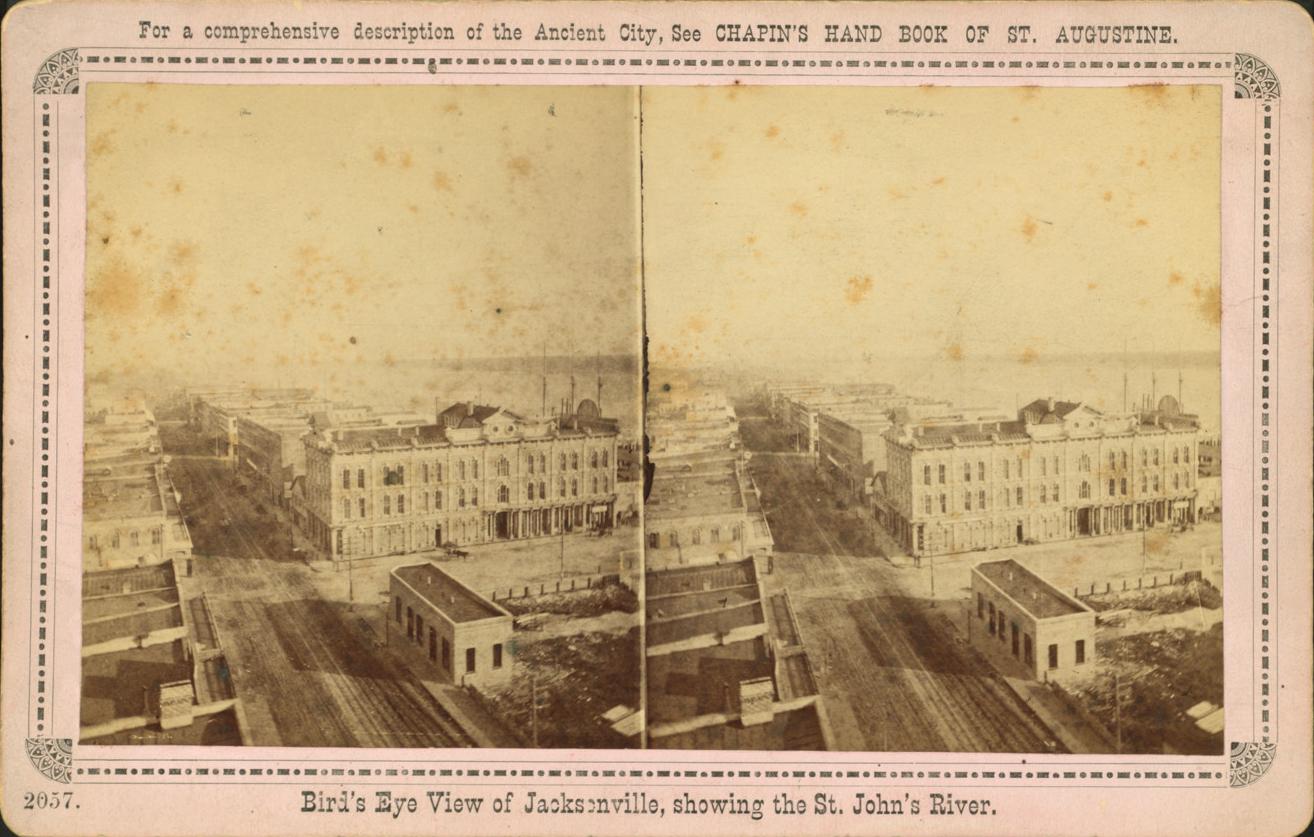 For a comprehensive description of the Ancient City, See CHAPIN'S HAND BOOK OF ST. AUGUSTINE.
2057.
Bird's Eye View of Jacksonville, showing the St. John's River.